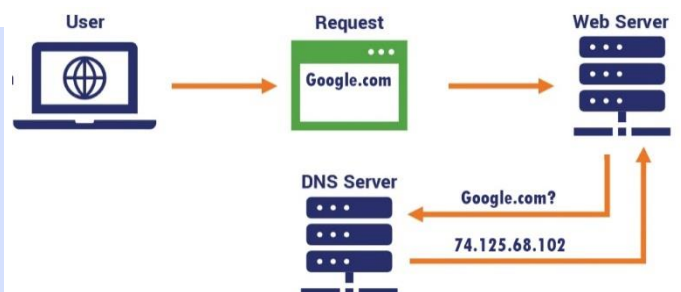 User
Request
Web Server
Google.com
DNS Server
Google.com?
74.125.68.102